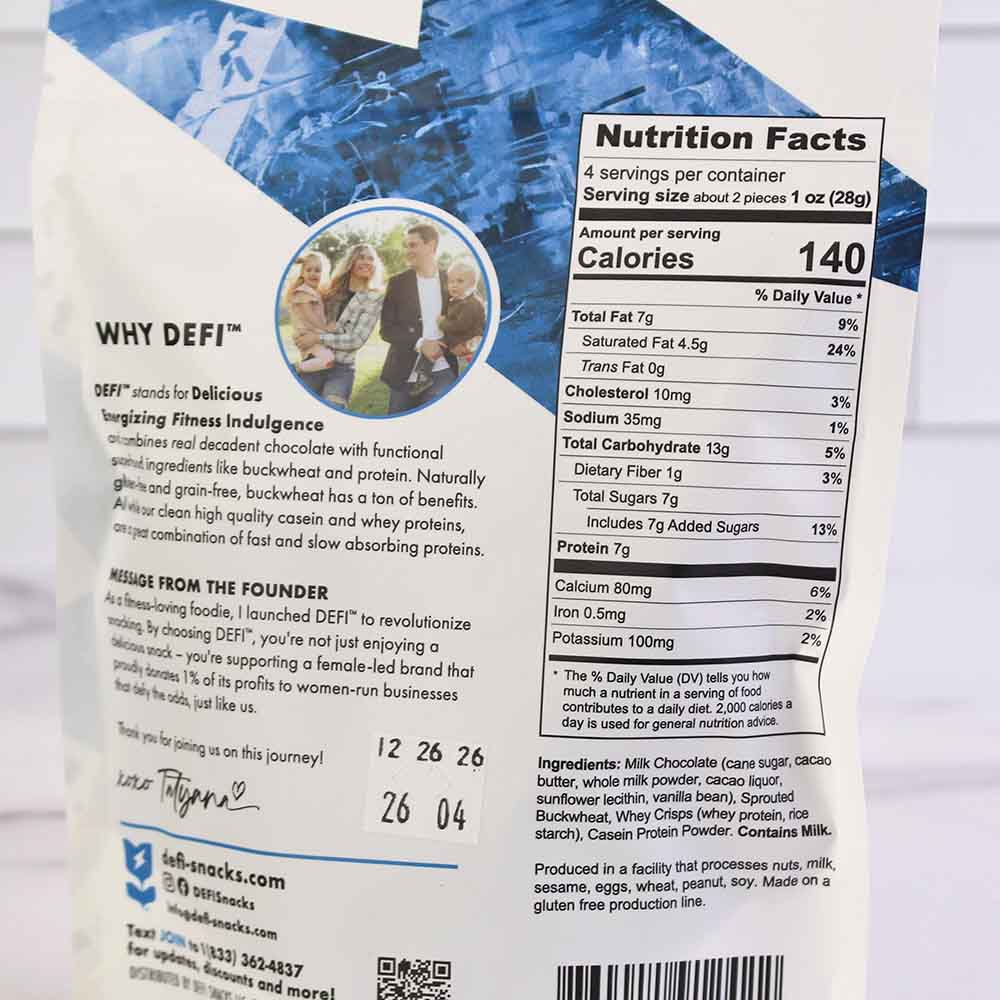 WHY DEFI™
DEFI™ stands for Delicious
Energizing Fitness Indulgence
combines real decadent chocolate with functional
ingredients like buckwheat and protein. Naturally
and grain-free, buckwheat has a ton of benefits.
our clean high quality casein and whey proteins,
are a great combination of fast and slow absorbing proteins.
MESSAGE FROM THE FOUNDER
As a fitness-loving foodie, I launched DEFI™ to revolutionize
snacking. By choosing DEFI™, you're not just enjoying a
delicious snack – you're supporting a female-led brand that
proudly donates 1% of its profits to women-run businesses
that defy the odds, just like us.
Thank you for joining us on this journey!
xoxo Tatyana
12 26 26
26 04
defi-snacks.com
DEFISnacks
info@defi-snacks.com
Text JOIN to 1(833) 362-4837
for updates, discounts and more!
DISTRIBUTED BY DEFI SNACKS
Nutrition Facts
4 servings per container
Serving size about 2 pieces 1 oz (28g)
Amount per serving
Calories 140
% Daily Value *
Total Fat 7g 9%
Saturated Fat 4.5g 24%
Trans Fat 0g
Cholesterol 10mg 3%
Sodium 35mg 1%
Total Carbohydrate 13g 5%
Dietary Fiber 1g 3%
Total Sugars 7g
Includes 7g Added Sugars 13%
Protein 7g
Calcium 80mg 6%
Iron 0.5mg 2%
Potassium 100mg 2%
* The % Daily Value (DV) tells you how
much a nutrient in a serving of food
contributes to a daily diet. 2,000 calories a
day is used for general nutrition advice.
Ingredients: Milk Chocolate (cane sugar, cacao
butter, whole milk powder, cacao liquor,
sunflower lecithin, vanilla bean), Sprouted
Buckwheat, Whey Crisps (whey protein, rice
starch), Casein Protein Powder. Contains Milk.
Produced in a facility that processes nuts, milk,
sesame, eggs, wheat, peanut, soy. Made on a
gluten free production line.